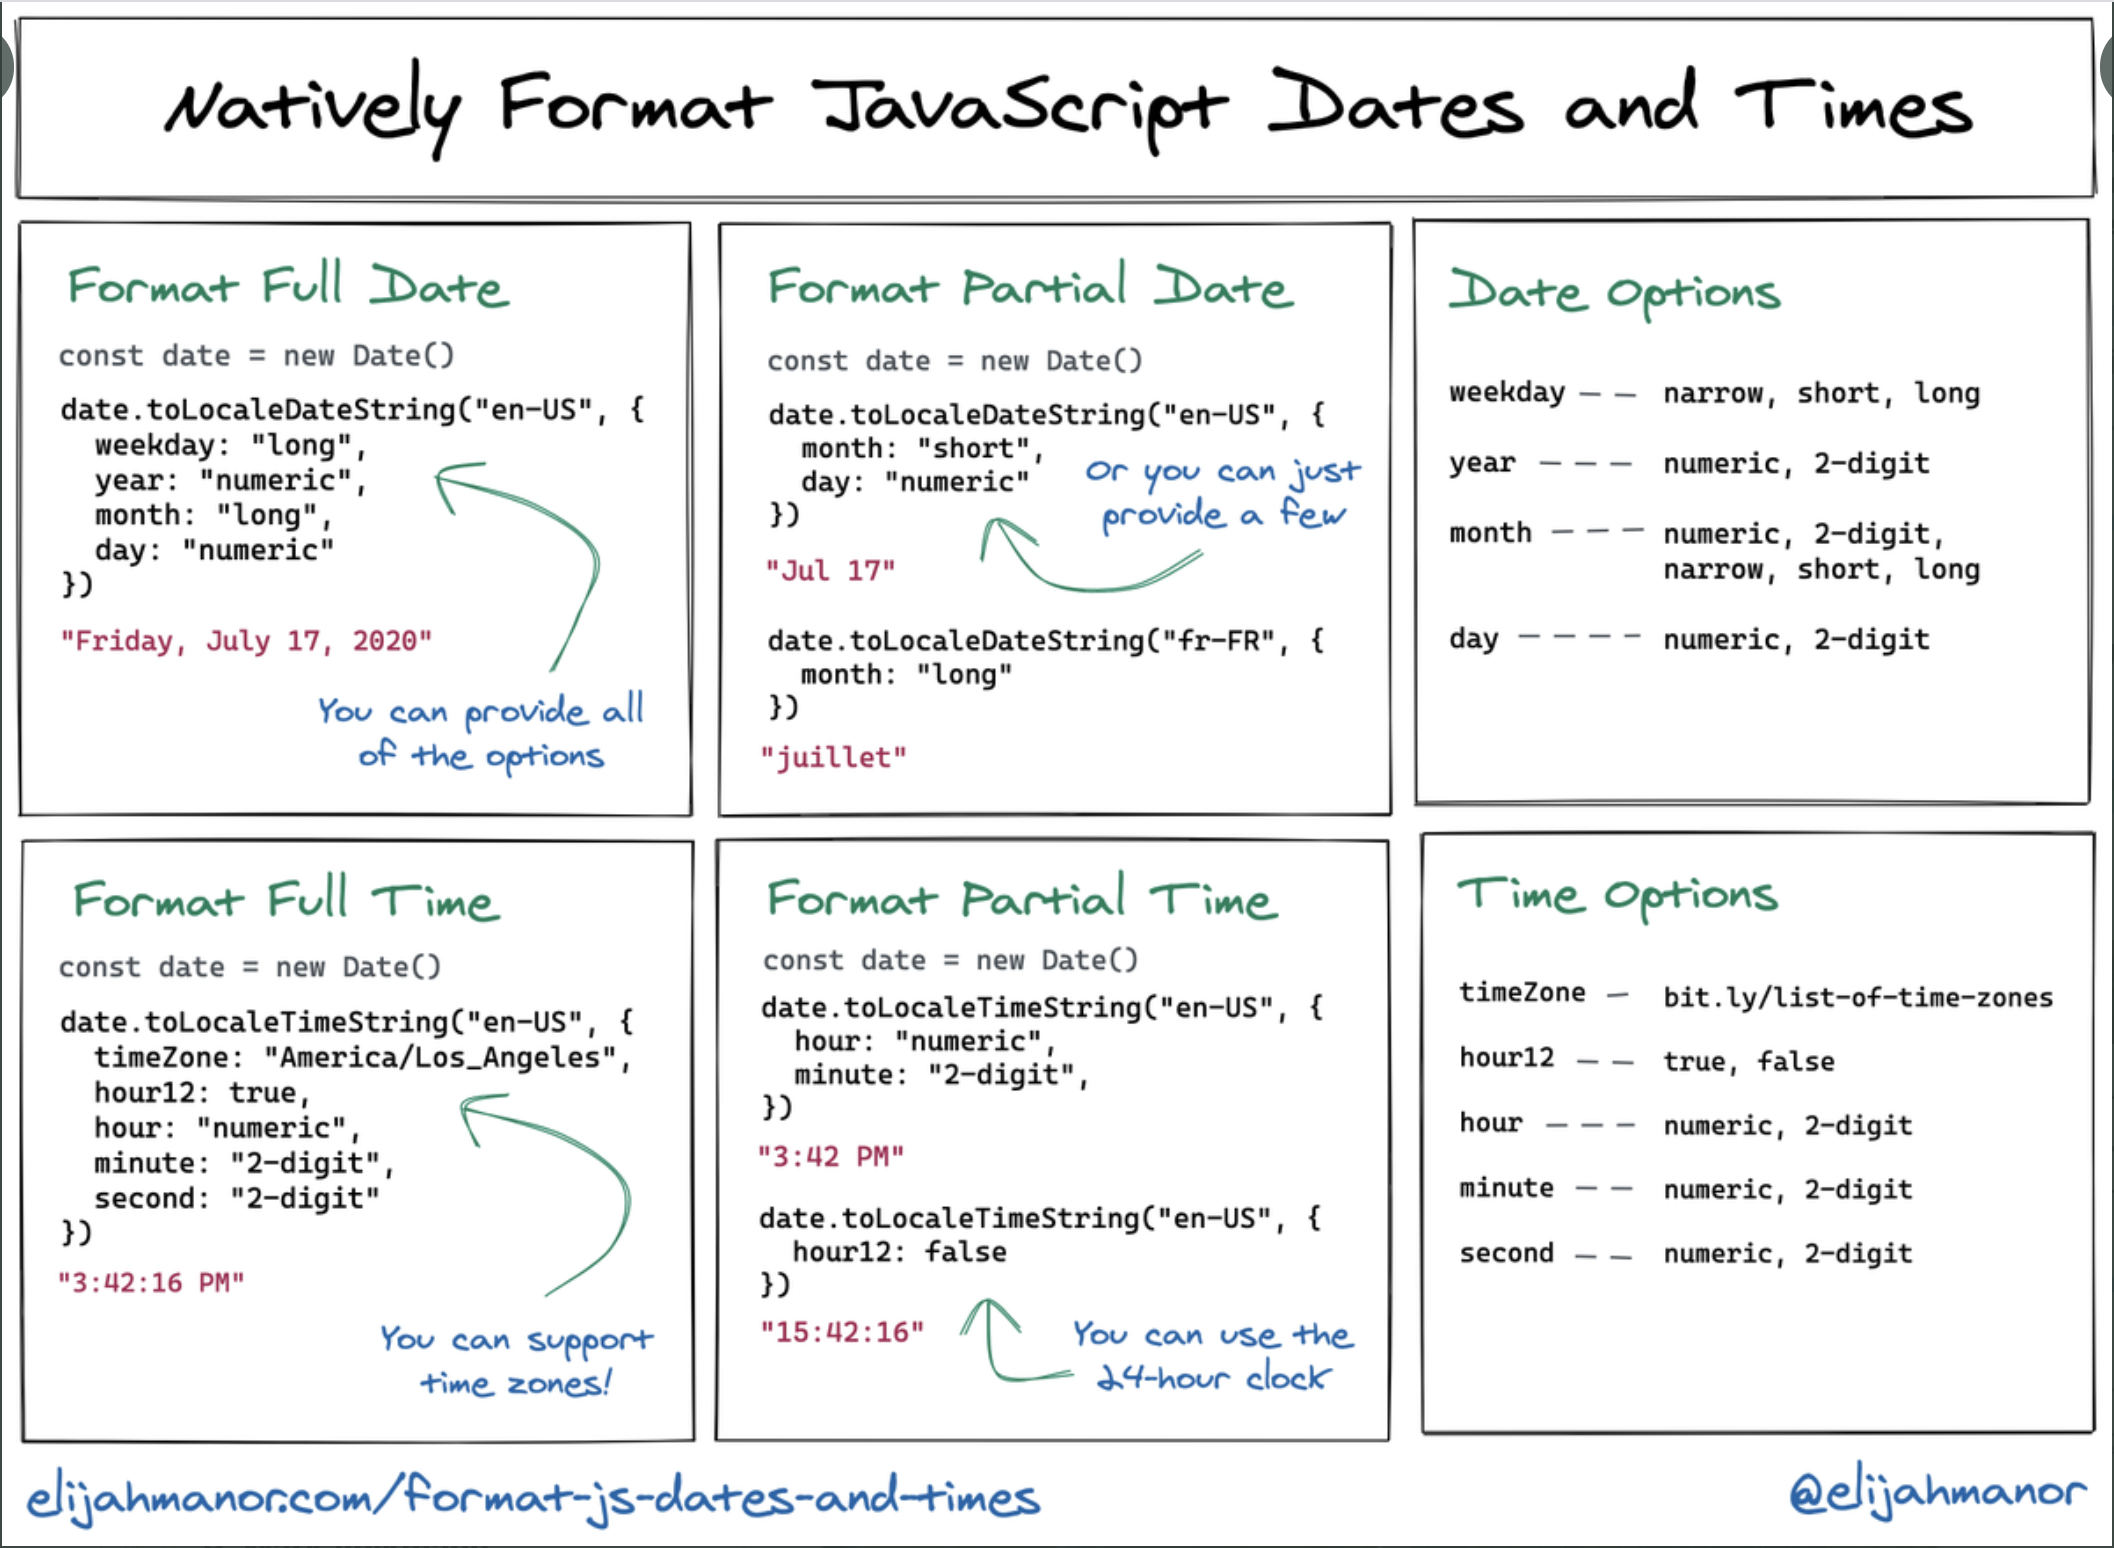 Natively Format JavaScript Dates and Times
Format Full Date
const date = new Date()
date.toLocaleDateString("en-US", {
  weekday: "long",
  year: "numeric",
  month: "long",
  day: "numeric"
})
"Friday, July 17, 2020"
You can provide all
of the options
Format Partial Date
const date = new Date()
date.toLocaleDateString("en-US", {
  month: "short",
  day: "numeric"
})
Or you can just
provide a few
"Jul 17"
date.toLocaleDateString("fr-FR", {
  month: "long"
})
"juillet"
Date Options
weekday -- narrow, short, long
year --- numeric, 2-digit
month --- numeric, 2-digit,
narrow, short, long
day ---- numeric, 2-digit
Format Full Time
const date = new Date()
date.toLocaleTimeString("en-US", {
  timeZone: "America/Los_Angeles",
  hour12: true,
  hour: "numeric",
  minute: "2-digit",
  second: "2-digit"
})
"3:42:16 PM"
You can support
time zones!
Format Partial Time
const date = new Date()
date.toLocaleTimeString("en-US", {
  hour: "numeric",
  minute: "2-digit",
})
"3:42 PM"
date.toLocaleTimeString("en-US", {
  hour12: false
})
"15:42:16"
You can use the
24-hour clock
Time Options
timeZone - bit.ly/list-of-time-zones
hour12 -- true, false
hour --- numeric, 2-digit
minute -- numeric, 2-digit
second -- numeric, 2-digit
elijahmanor.com/format-js-dates-and-times
@elijahmanor